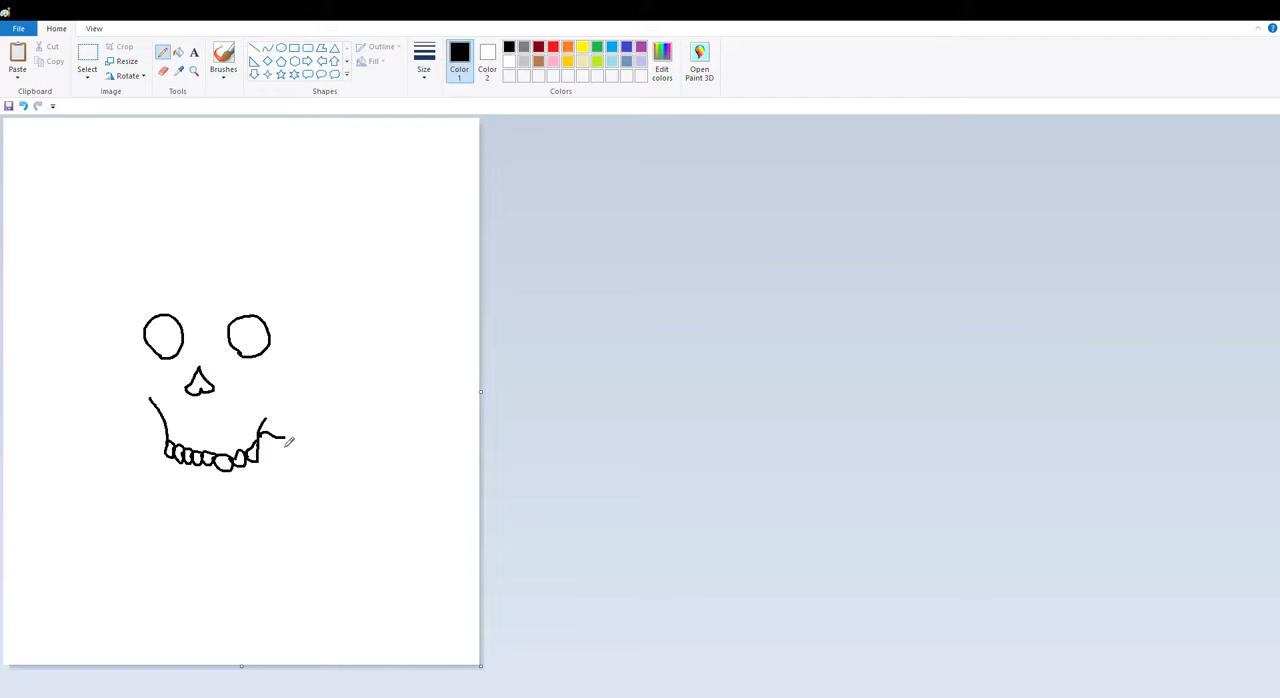 File Home View
Paste Cut Copy Clipboard
Select Crop Resize Rotate Image
A Tools
Brushes
Outline Fill Shapes
Size
Color 1
Color 2
Edit colors Colors
Open Paint 3D